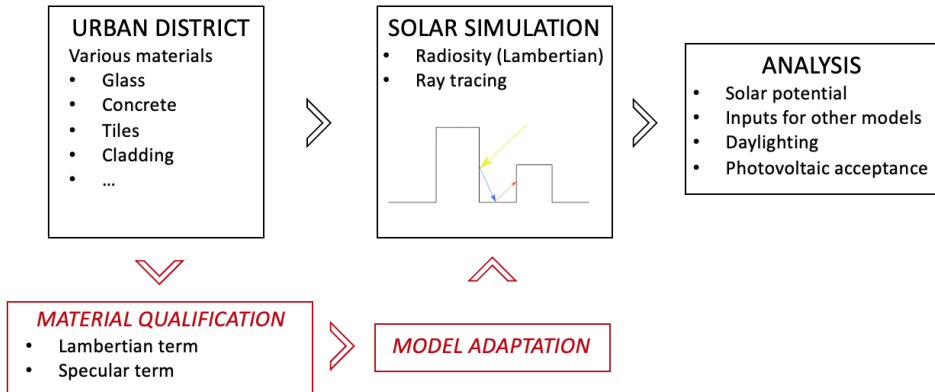 URBAN DISTRICT
Various materials
• Glass
• Concrete
• Tiles
• Cladding
• ...
SOLAR SIMULATION
• Radiosity (Lambertian)
• Ray tracing
ANALYSIS
• Solar potential
• Inputs for other models
• Daylighting
• Photovoltaic acceptance
MATERIAL QUALIFICATION
• Lambertian term
• Specular term
MODEL ADAPTATION